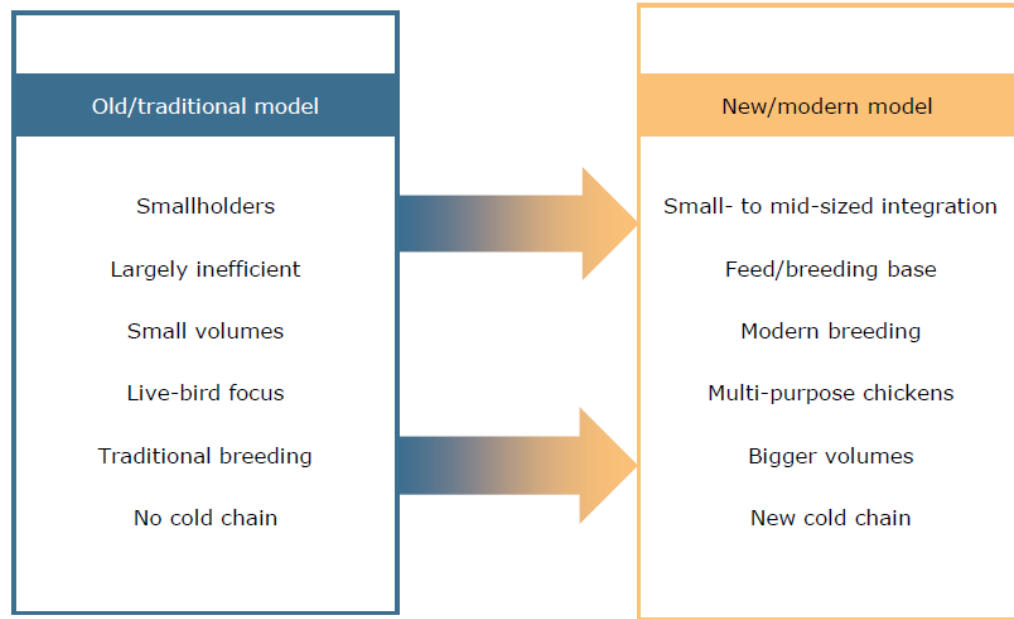 Old/traditional model
Smallholders
Largely inefficient
Small volumes
Live-bird focus
Traditional breeding
No cold chain
New/modern model
Small- to mid-sized integration
Feed/breeding base
Modern breeding
Multi-purpose chickens
Bigger volumes
New cold chain